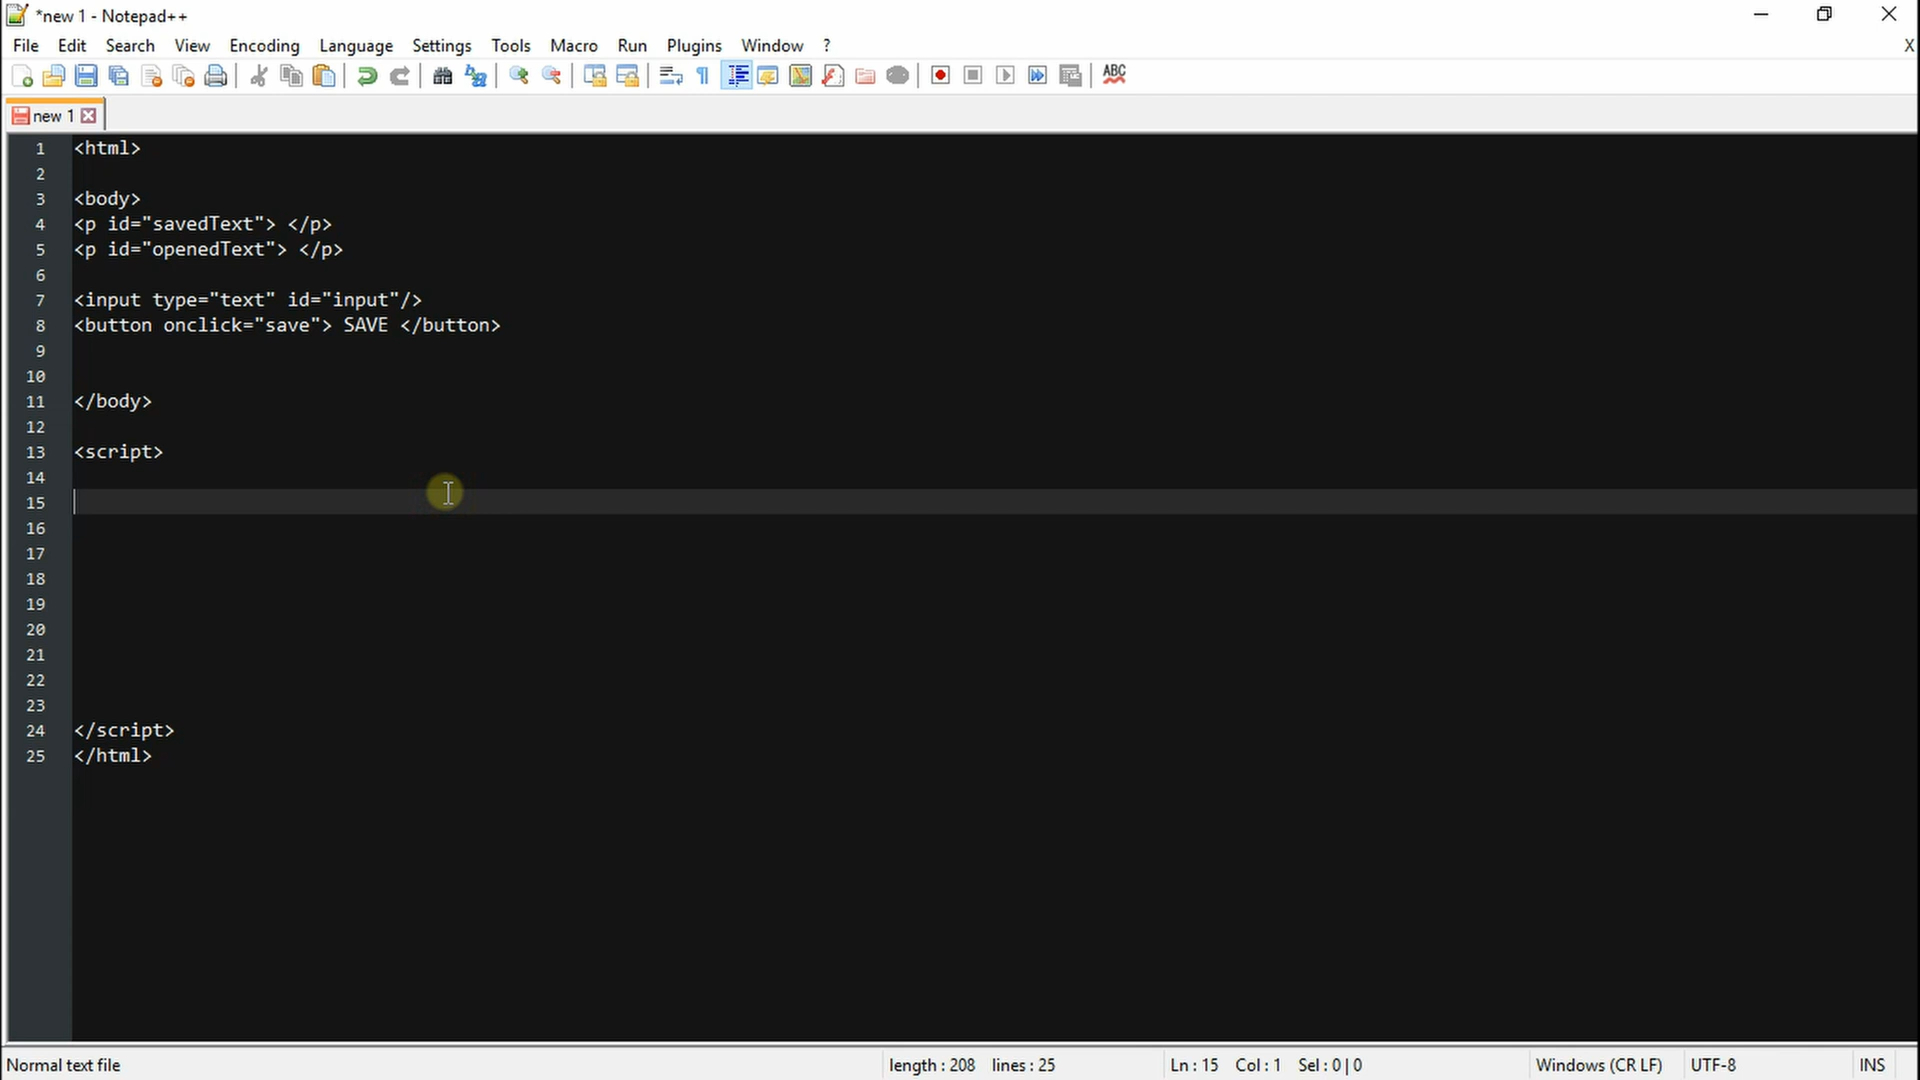 *new 1 - Notepad++
File Edit Search View Encoding Language Settings Tools Macro Run Plugins Window ? X
ABC
new 1
1 <html>
2
3 <body>
4 <p id="savedText"> </p>
5 <p id="openedText"> </p>
6
7 <input type="text" id="input"/>
8 <button onclick="save"> SAVE </button>
9
10
11 </body>
12
13 <script>
14
15
16
17
18
19
20
21
22
23
24 </script>
25 </html>
Normal text file length : 208 lines : 25 Ln : 15 Col : 1 Sel : 0 | 0 Windows (CR LF) UTF-8 INS